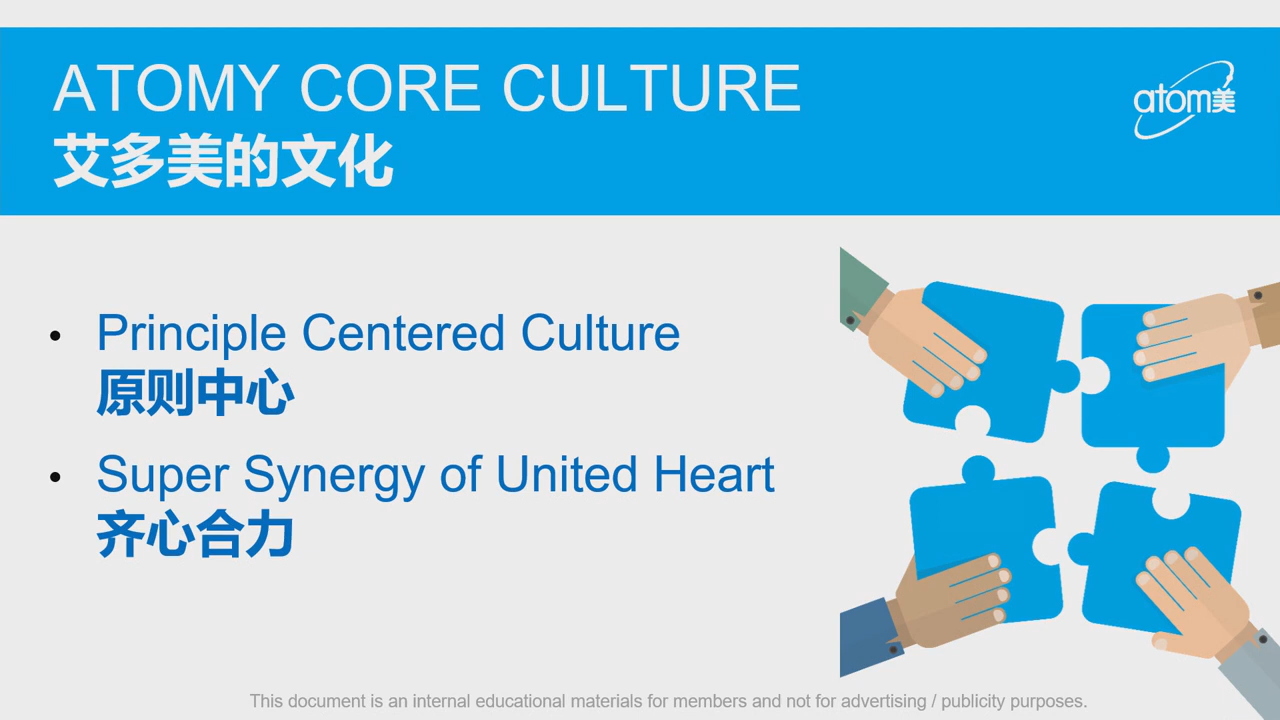 ATOMY CORE CULTURE
艾多美的文化
atom美
• Principle Centered Culture
原则中心
• Super Synergy of United Heart
齐心合力
This document is an internal educational materials for members and not for advertising / publicity purposes.